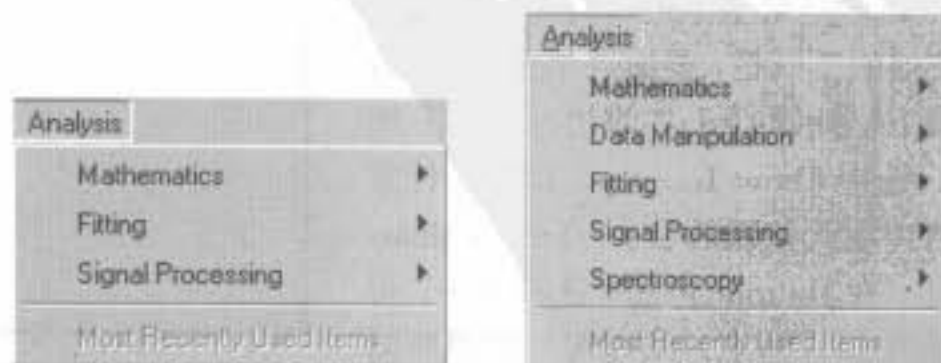 Analysis
Mathematics
Fitting
Signal Processing
Most Recently Used Items
Analysis
Mathematics
Data Manipulation
Fitting
Signal Processing
Spectroscopy
Most Recently Used Items